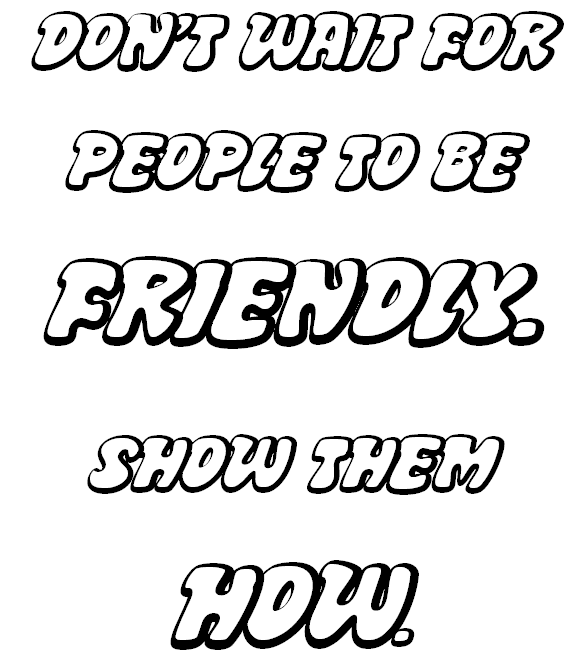 DON'T WAIT FOR
PEOPLE TO BE
FRIENDLY.
SHOW THEM
HOW.